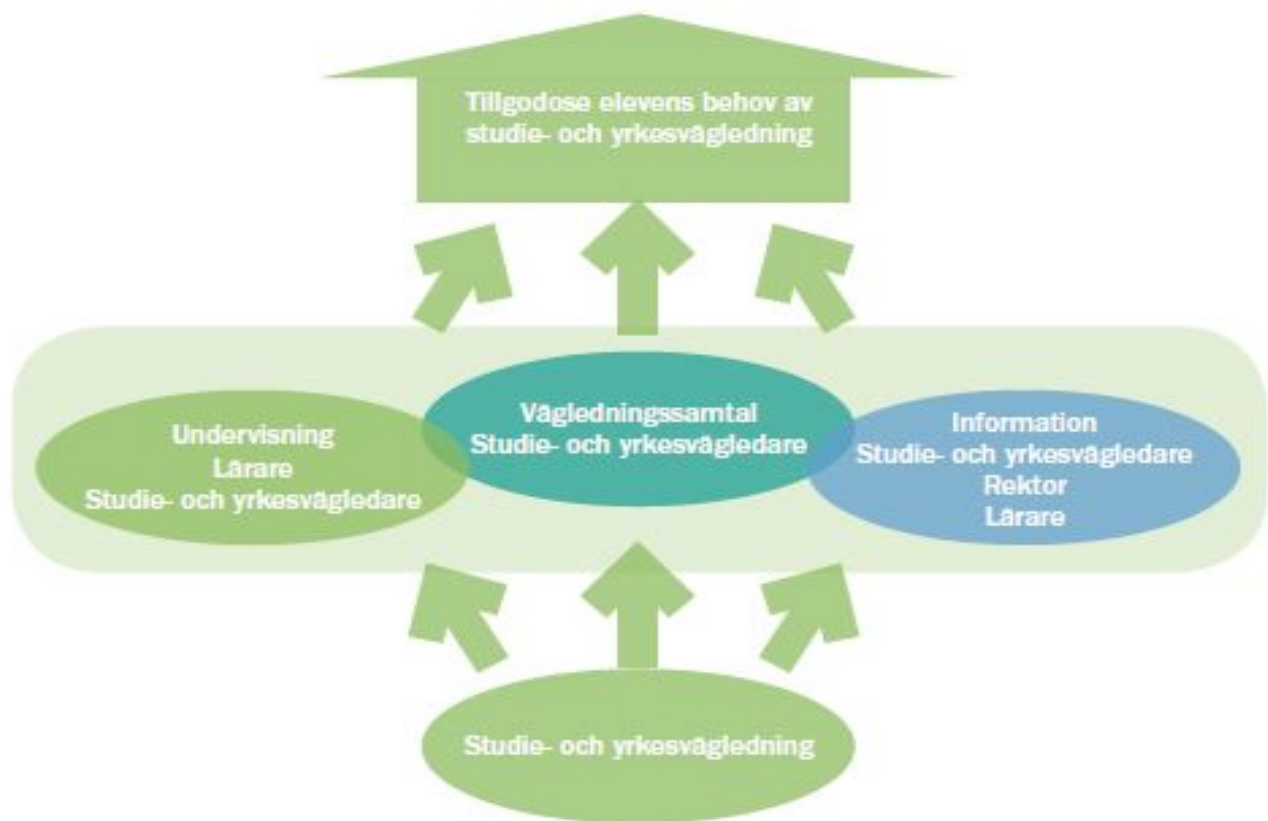 Tillgodose elevens behov av
studie- och yrkesvägledning
Undervisning
Lärare
Studie- och yrkesvägledare
Vägledningssamtal
Studie- och yrkesvägledare
Information
Studie- och yrkesvägledare
Rektor
Lärare
Studie- och yrkesvägledning